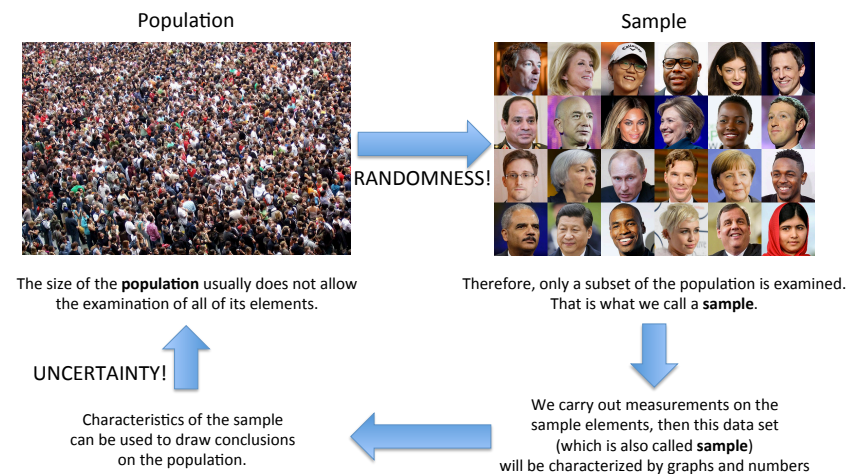 Population
Sample
RANDOMNESS!
The size of the population usually does not allow
the examination of all of its elements.
Therefore, only a subset of the population is examined.
That is what we call a sample.
UNCERTAINTY!
We carry out measurements on the
sample elements, then this data set
(which is also called sample)
will be characterized by graphs and numbers
Characteristics of the sample
can be used to draw conclusions
on the population.